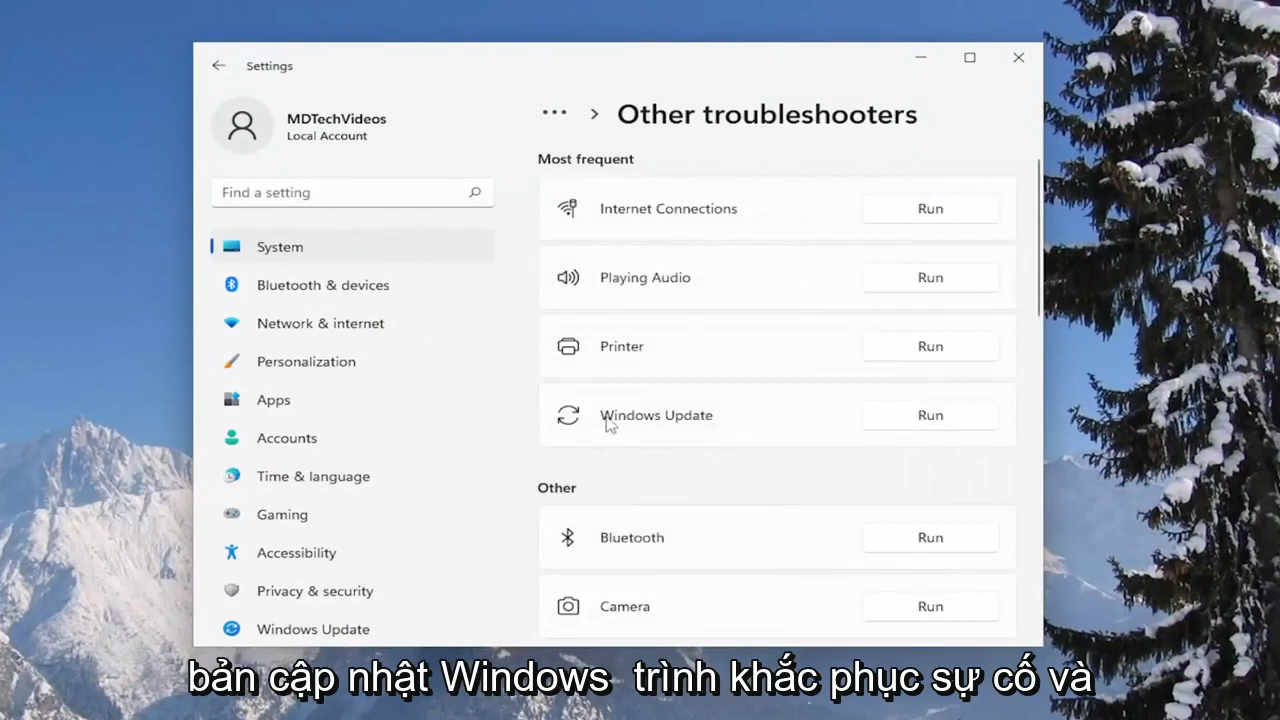 Settings
MDTechVideos
Local Account
Find a setting
System
Bluetooth & devices
Network & internet
Personalization
Apps
Accounts
Time & language
Gaming
Accessibility
Privacy & security
Windows Update
... > Other troubleshooters
Most frequent
Internet Connections Run
Playing Audio Run
Printer Run
Windows Update Run
Other
Bluetooth Run
Camera Run
bản cập nhật Windows trình khắc phục sự cố và